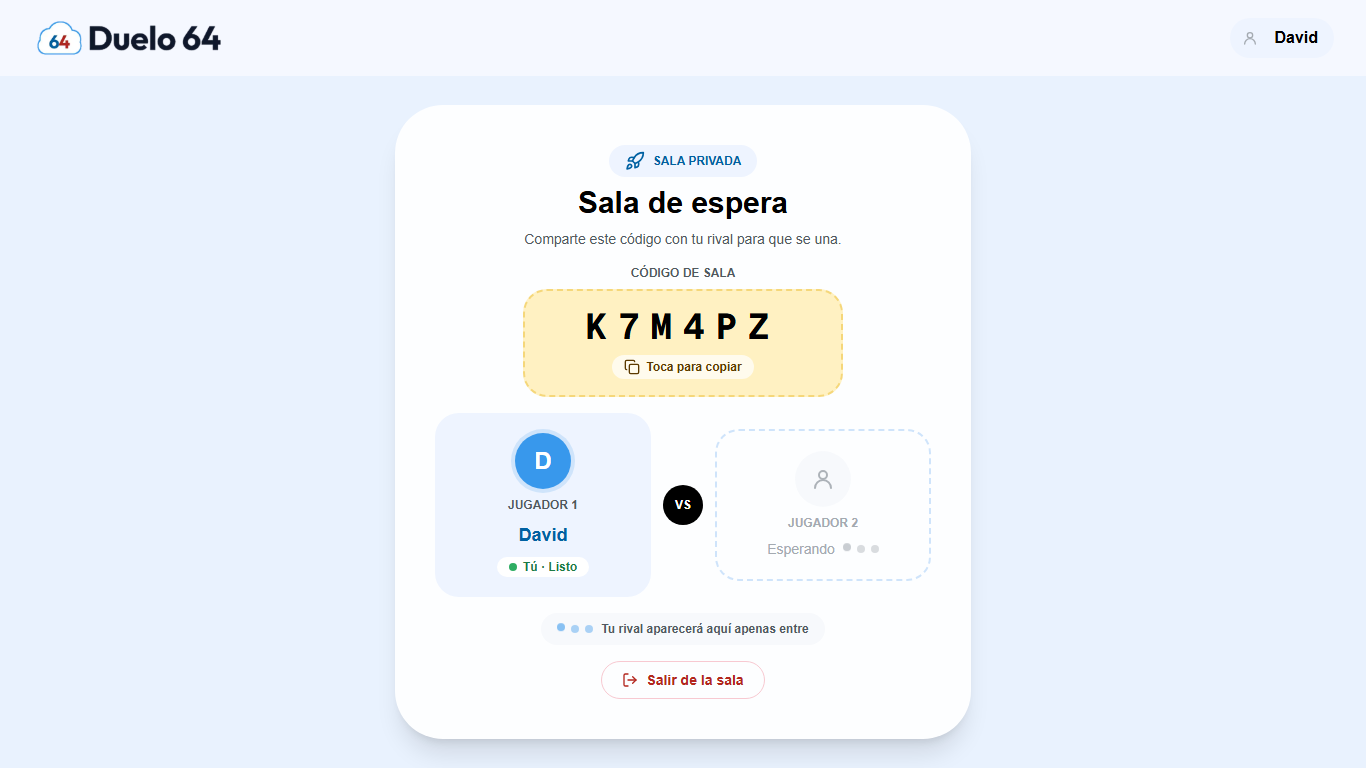 64 Duelo 64
David
SALA PRIVADA
Sala de espera
Comparte este código con tu rival para que se una.
CÓDIGO DE SALA
K7M4PZ
Toca para copiar
D
JUGADOR 1
David
Tú · Listo
VS
JUGADOR 2
Esperando
Tu rival aparecerá aquí apenas entre
Salir de la sala